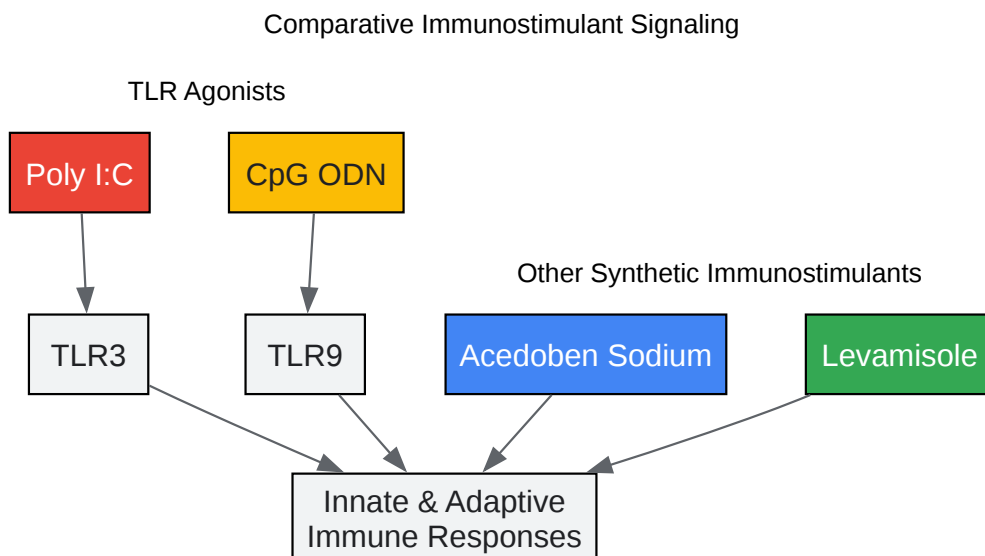 Comparative Immunostimulant Signaling
TLR Agonists
Poly I:C
CpG ODN
Other Synthetic Immunostimulants
TLR3
TLR9
Acedoben Sodium
Levamisole
Innate & Adaptive
Immune Responses